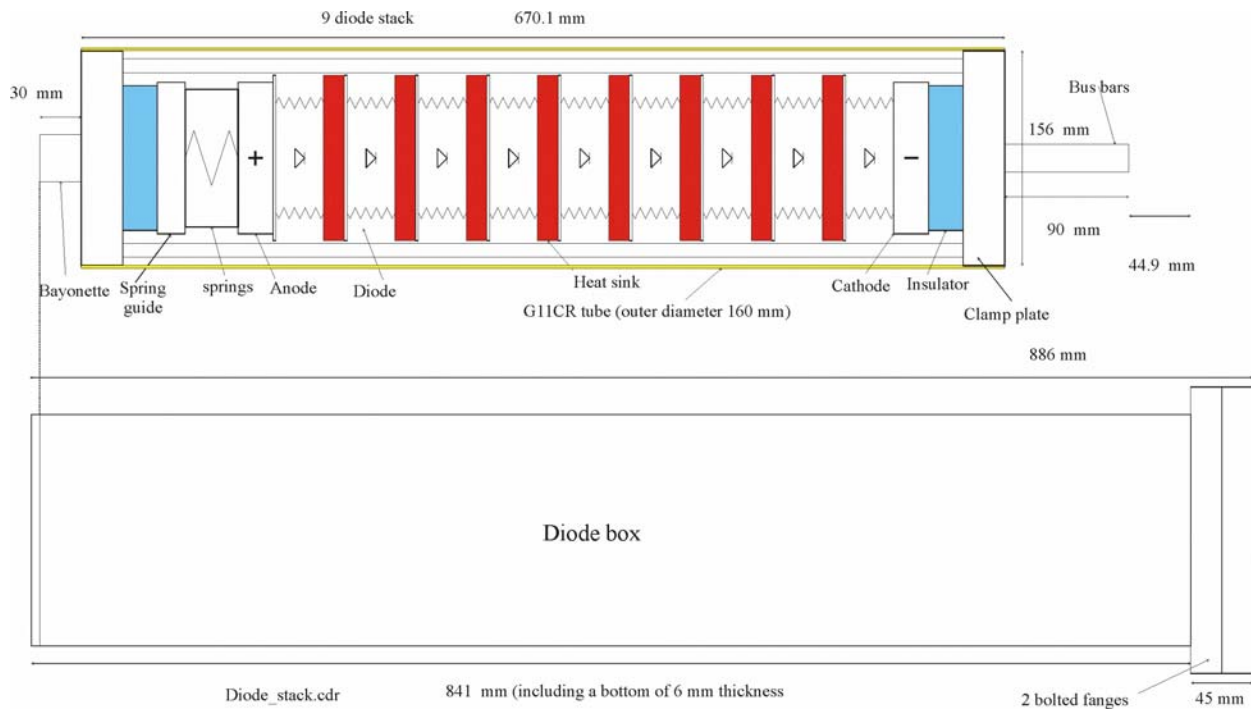 9 diode stack 670.1 mm
30 mm
Bus bars
+
-
156 mm
90 mm
44.9 mm
Bayonette
Spring guide
springs
Anode
Diode
Heat sink
G11CR tube (outer diameter 160 mm)
Cathode
Insulator
Clamp plate
886 mm
Diode box
Diode_stack.cdr
841 mm (including a bottom of 6 mm thickness
2 bolted fanges
45 mm